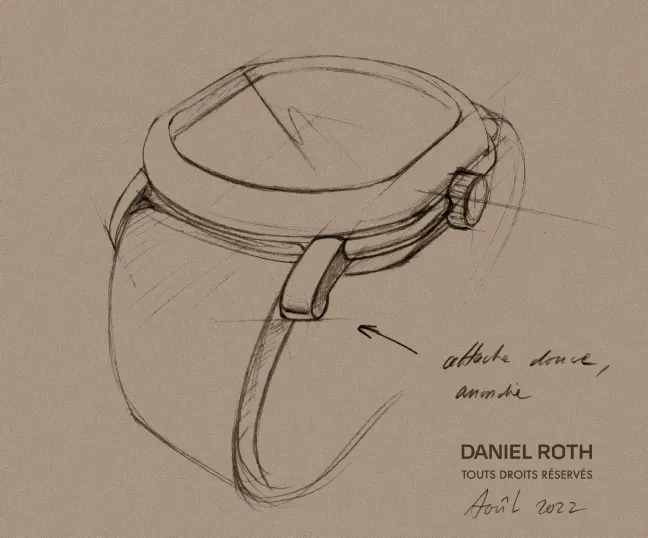 attache douce,
arrondie
DANIEL ROTH
TOUTS DROITS RÉSERVÉS
Août 2022